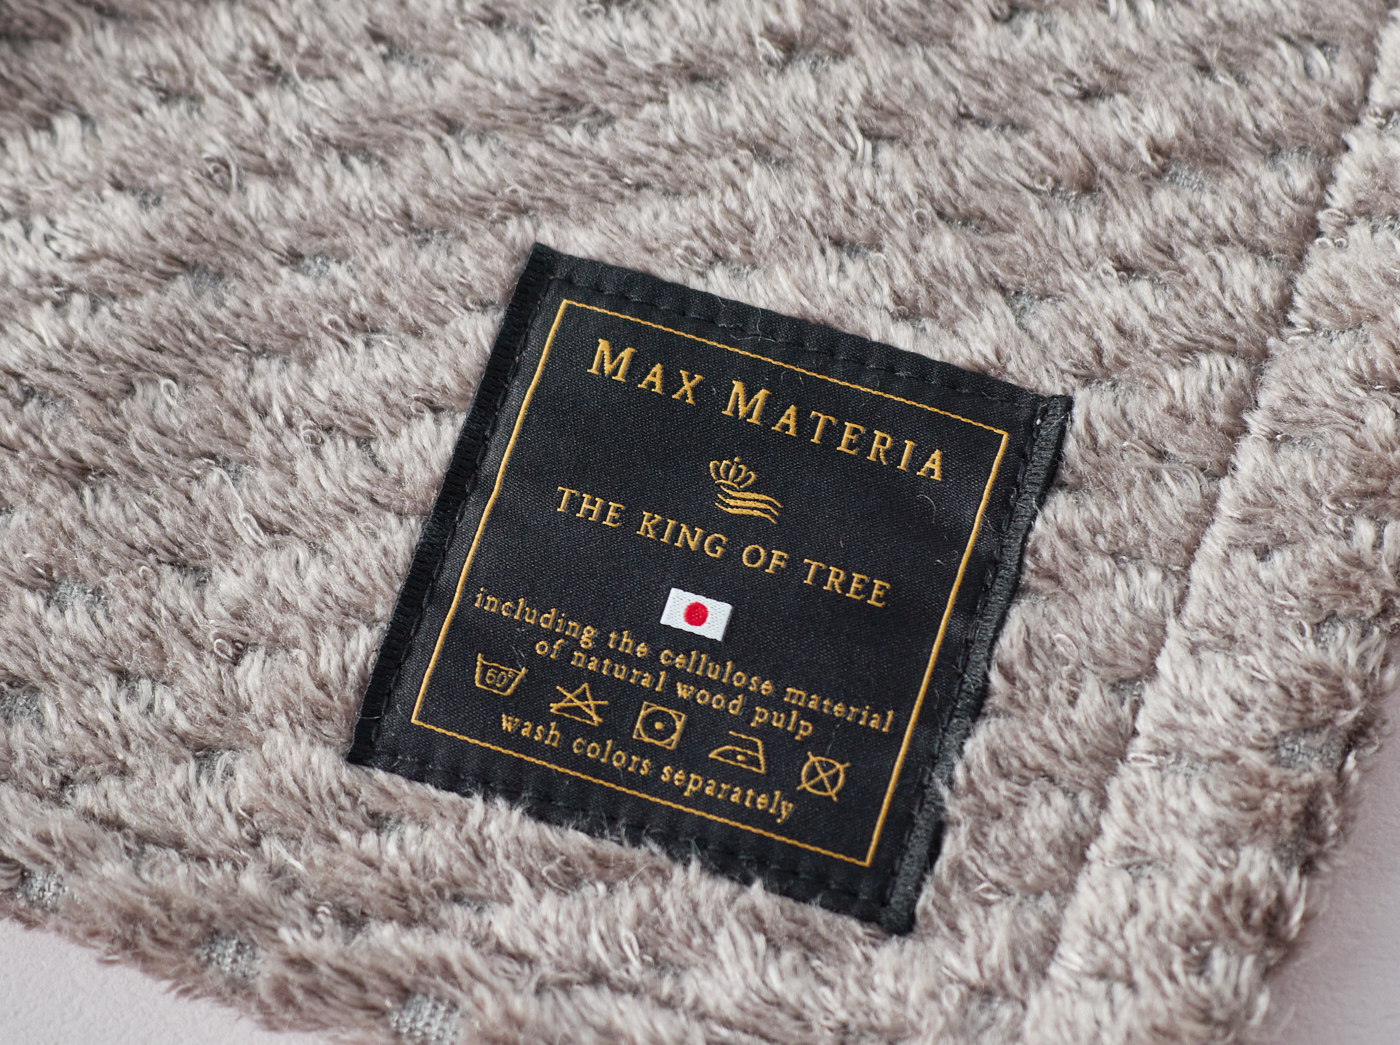 MAX MATERIA
THE KING OF TREE
including the cellulose material
of natural wood pulp
60°
wash colors separately